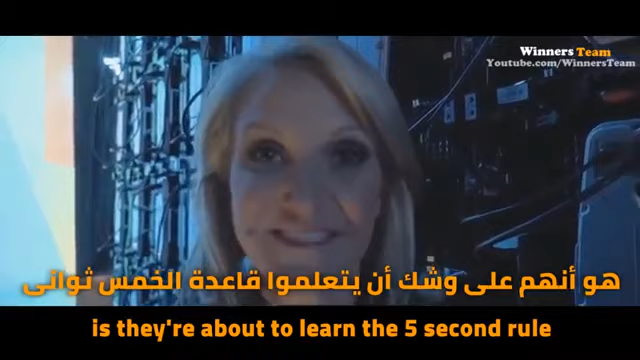 Winners Team
Youtube.com/WinnersTeam
هو أنهم على وشك أن يتعلموا قاعدة الخمس ثوانى
is they're about to learn the 5 second rule